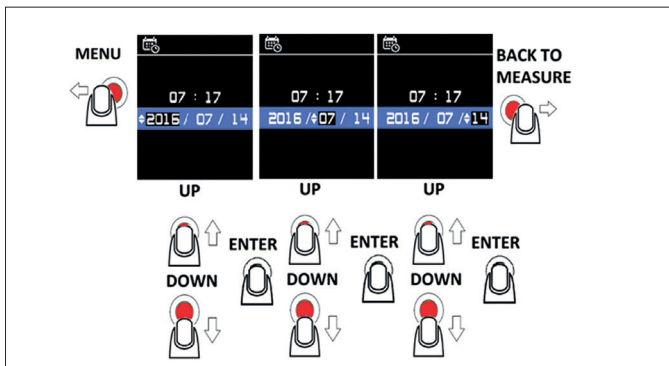 MENU
07 : 17
2016 / 07 / 14
07 : 17
2016 / 07 / 14
07 : 17
2016 / 07 / 14
BACK TO
MEASURE
UP
UP
UP
ENTER
ENTER
ENTER
DOWN
DOWN
DOWN